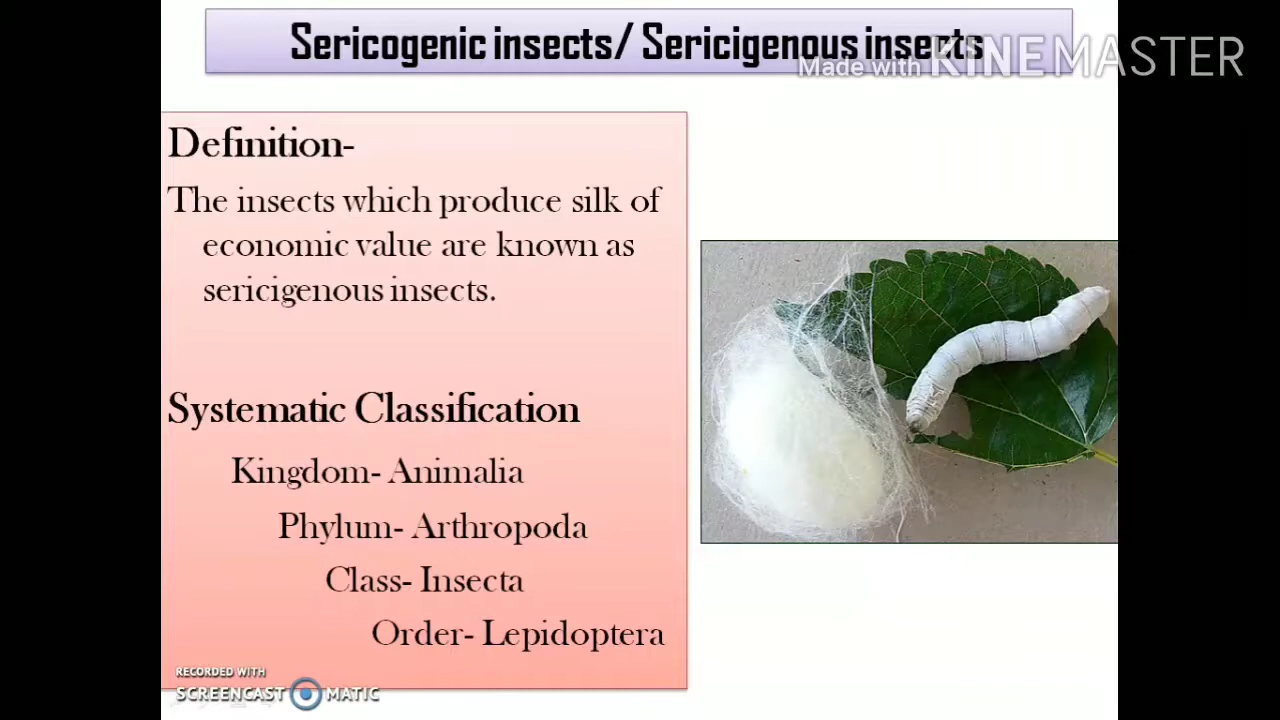 Sericogenic insects/ Sericigenous insects
Made with KINEMASTER
Definition-
The insects which produce silk of
economic value are known as
sericigenous insects.
Systematic Classification
Kingdom- Animalia
Phylum- Arthropoda
Class- Insecta
Order- Lepidoptera
RECORDED WITH
SCREENCAST MATIC